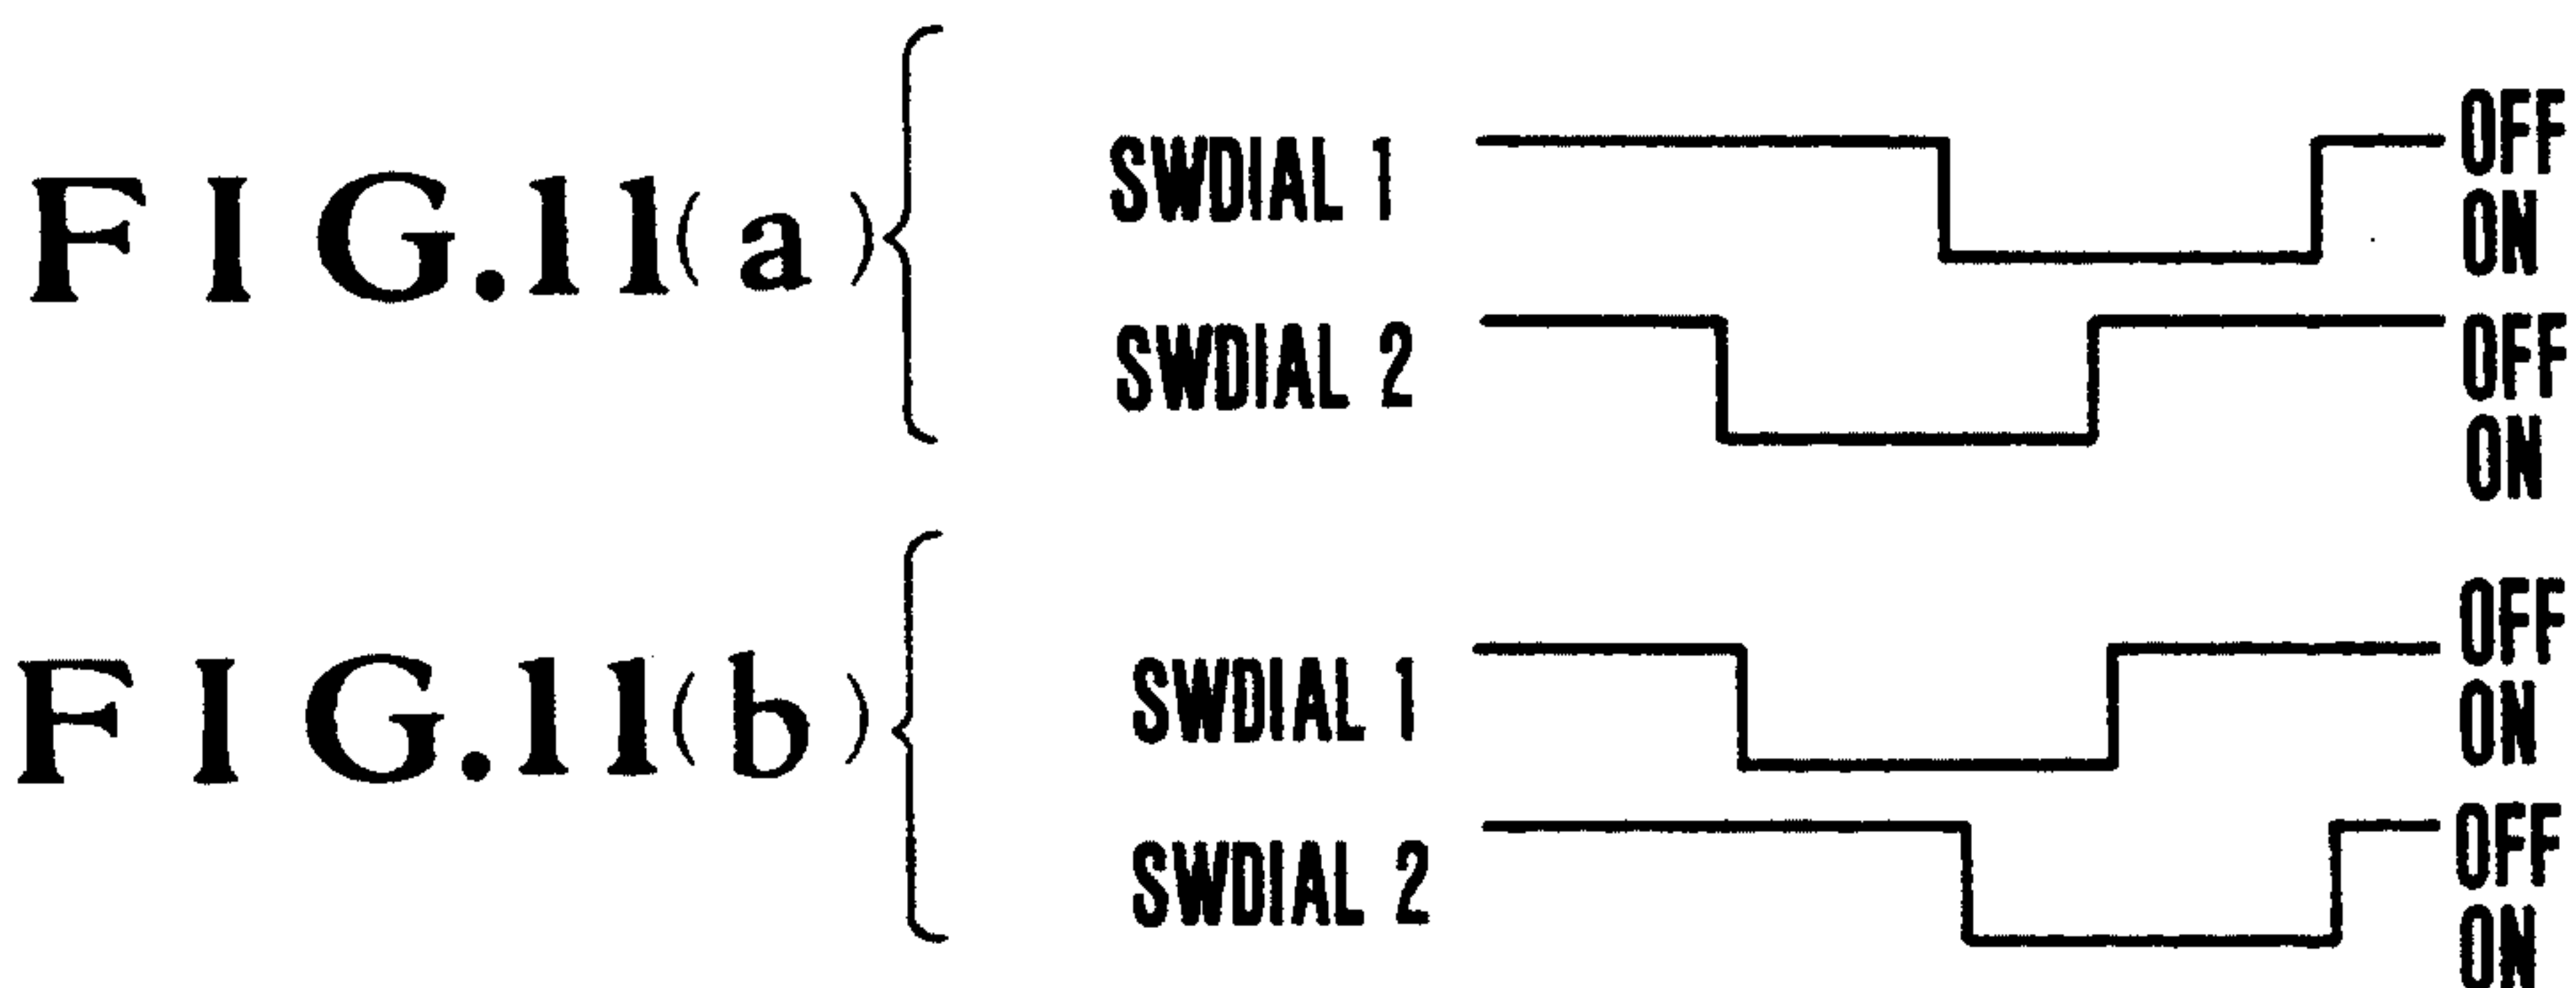 FIG.11(a)
SWDIAL 1
OFF
ON
SWDIAL 2
OFF
ON
FIG.11(b)
SWDIAL 1
OFF
ON
SWDIAL 2
OFF
ON